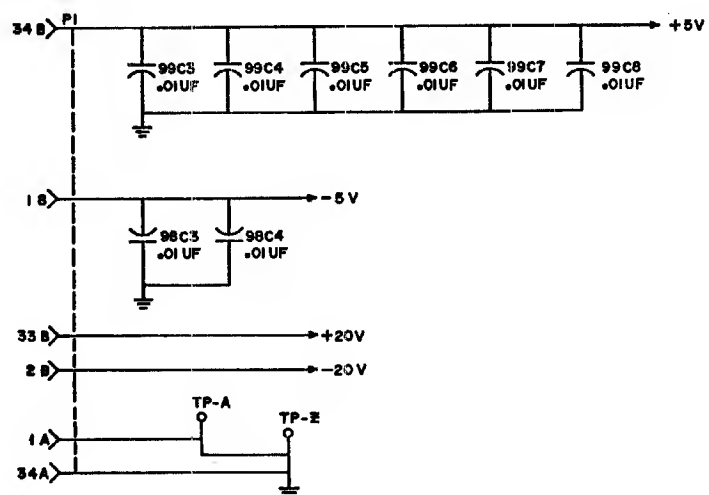 34B P1 +5V
99C3 99C4 99C5 99C6 99C7 99C8
.01UF .01UF .01UF .01UF .01UF .01UF
1B -5V
98C3 98C4
.01UF .01UF
33B +20V
2B -20V
TP-A
TP-Z
1A
34A